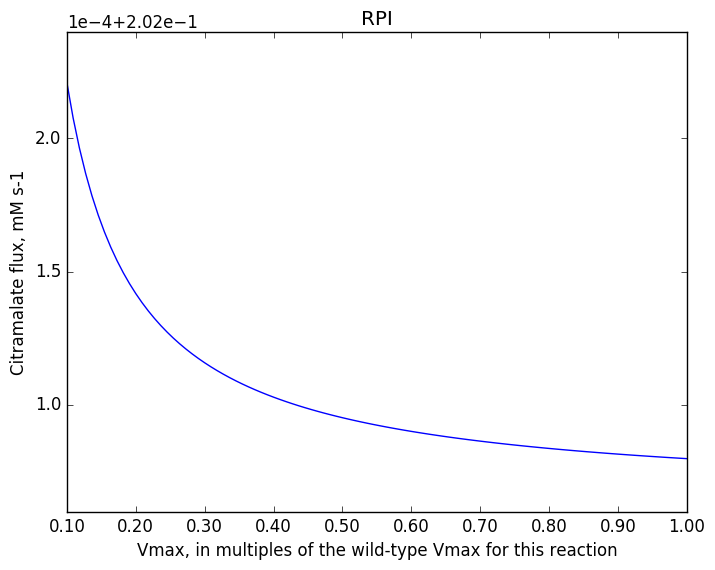 1e−4+2.02e−1
RPI
2.0
1.5
1.0
Citramalate flux, mM s-1
0.10 0.20 0.30 0.40 0.50 0.60 0.70 0.80 0.90 1.00
Vmax, in multiples of the wild-type Vmax for this reaction